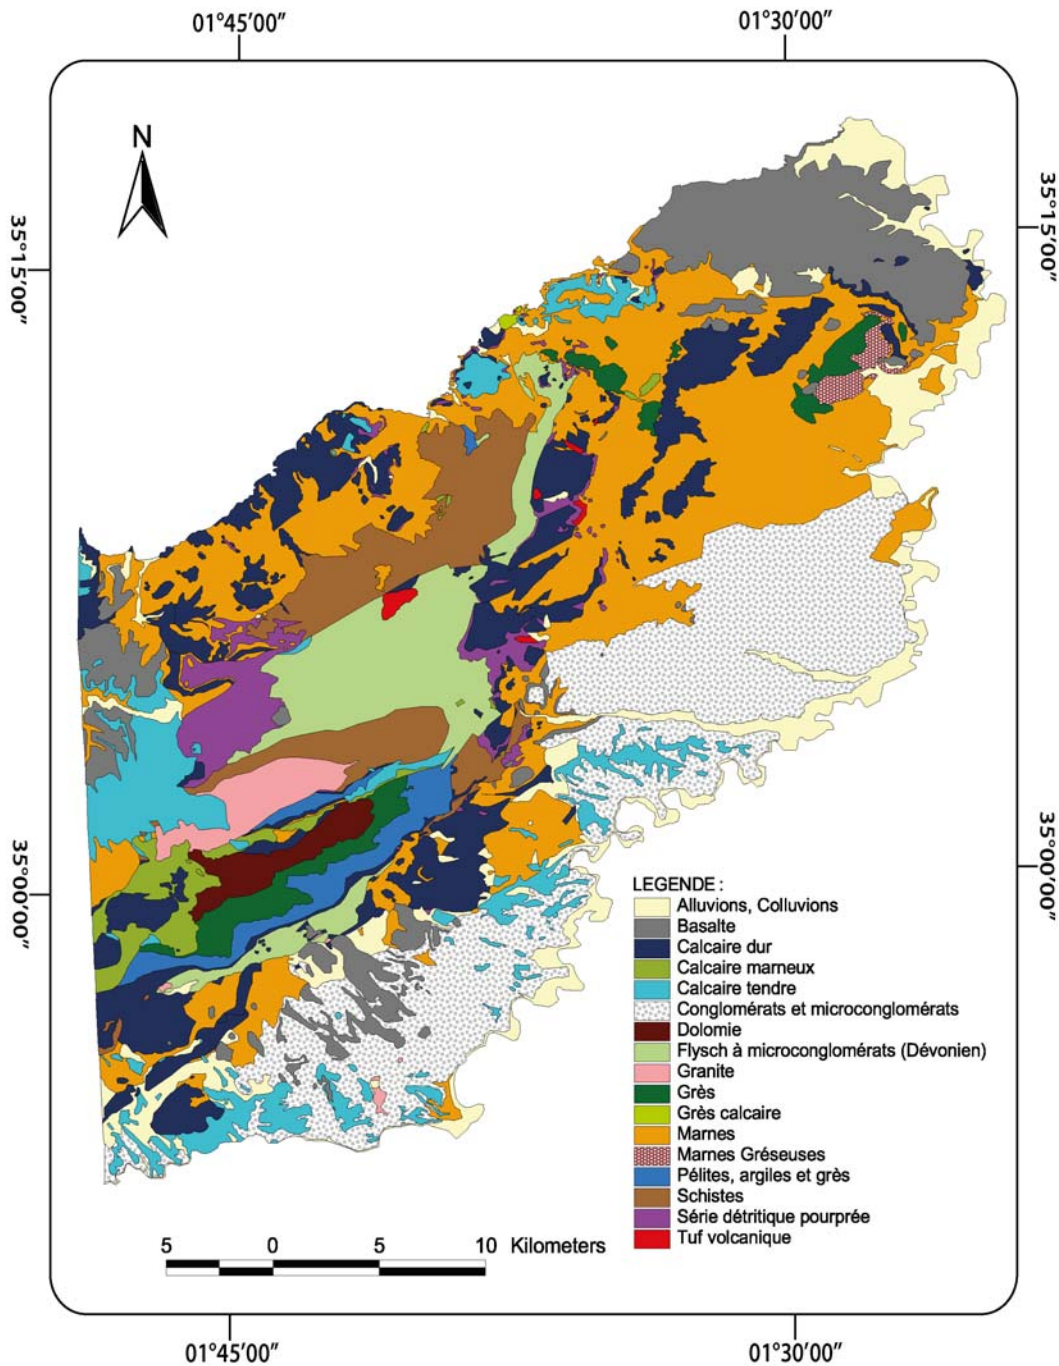 01°45'00" 01°30'00"
N
35°15'00" 35°15'00"
35°00'00" 35°00'00"
LEGENDE :
Alluvions, Colluvions
Basalte
Calcaire dur
Calcaire marneux
Calcaire tendre
Conglomérats et microconglomérats
Dolomie
Flysch à microconglomérats (Dévonien)
Granite
Grès
Grès calcaire
Marnes
Marnes Gréseuses
Pélites, argiles et grès
Schistes
Série détritique pourprée
Tuf volcanique
5 0 5 10 Kilometers
01°45'00" 01°30'00"